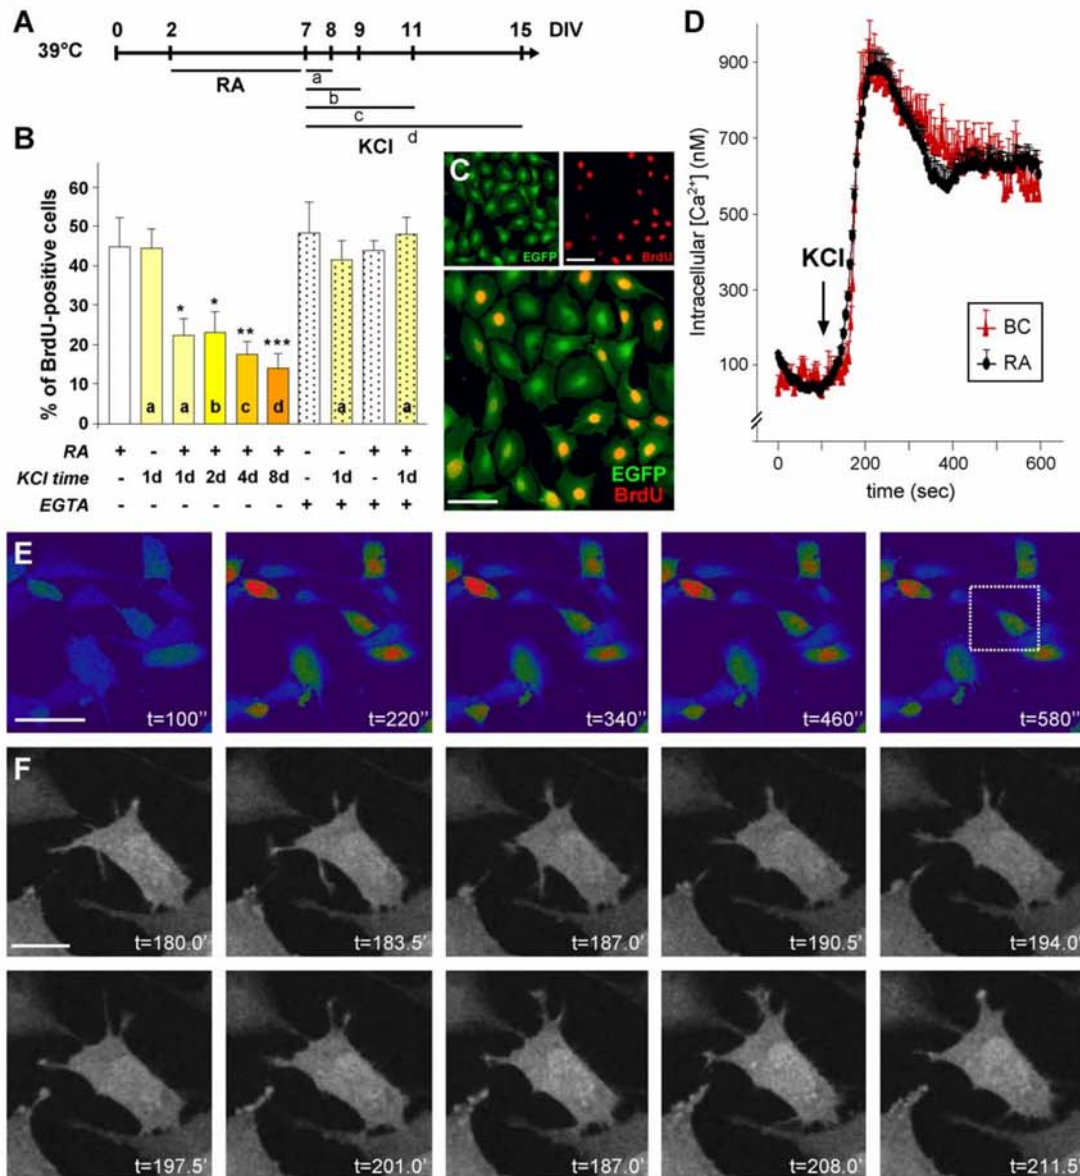 A
0 2 7 8 9 11 15 DIV
39°C
RA
a
b
c
d
KCl
B
% of BrdU-positive cells
60
50
40
30
20
10
0
* * ** ***
a a b c d a a
RA + - + + + + - - + +
KCl time - 1d 1d 2d 4d 8d - 1d - 1d
EGTA - - - - - - + + + +
C
EGFP
BrdU
EGFP
BrdU
D
Intracellular [Ca²⁺] (nM)
900
700
500
300
100
KCl
BC
RA
0 200 400 600
time (sec)
E
t=100’’
t=220’’
t=340’’
t=460’’
t=580’’
F
t=180.0’
t=183.5’
t=187.0’
t=190.5’
t=194.0’
t=197.5’
t=201.0’
t=187.0’
t=208.0’
t=211.5’